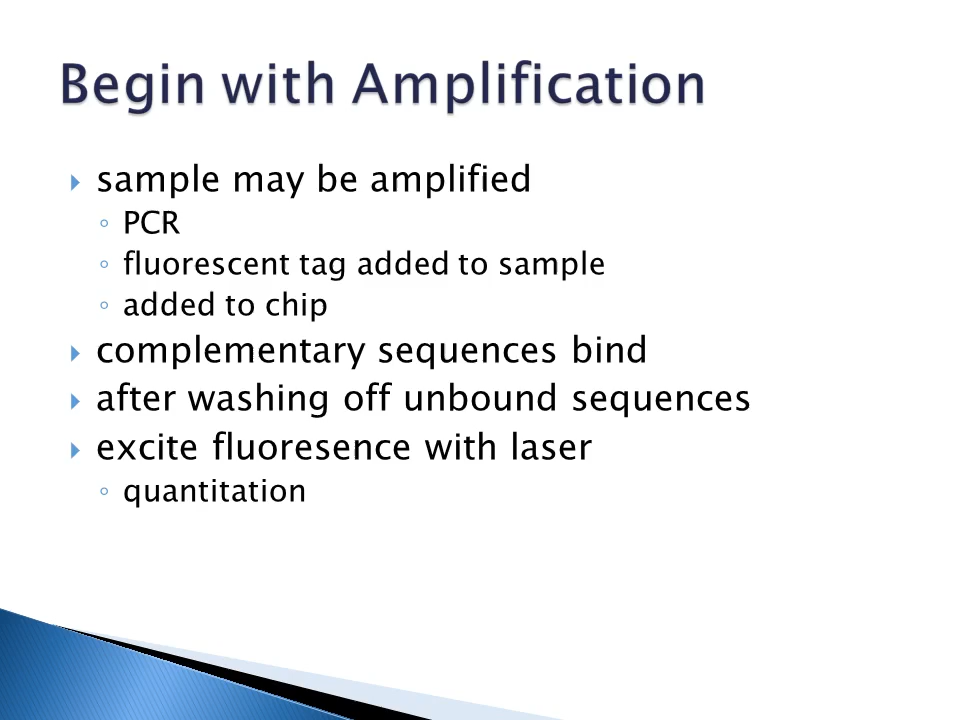 Begin with Amplification
sample may be amplified
PCR
fluorescent tag added to sample
added to chip
complementary sequences bind
after washing off unbound sequences
excite fluoresence with laser
quantitation